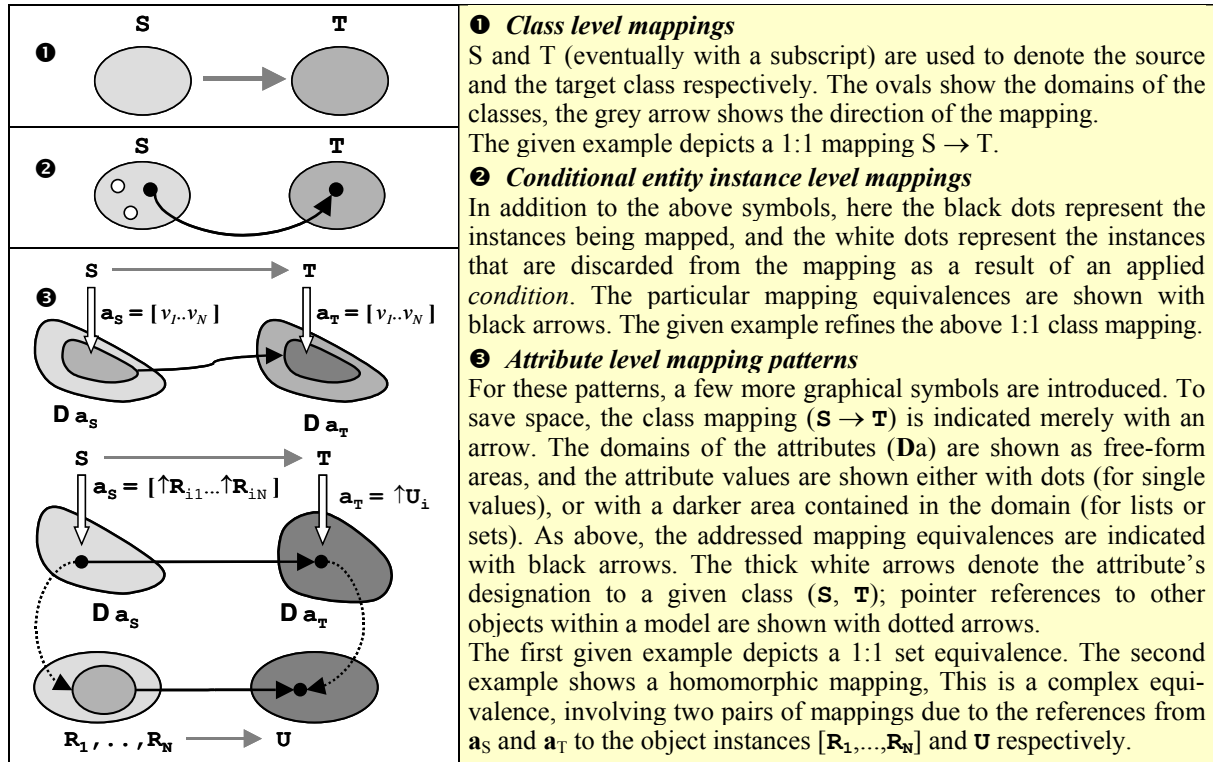 S T
❶
S T
❷
S T
❸
a_S = [v_I..v_N] a_T = [v_I..v_N]
D a_S D a_T
S T
a_S = [↑R_i1...↑R_iN] a_T = ↑U_i
D a_S D a_T
R_1,..,R_N U
❶ Class level mappings
S and T (eventually with a subscript) are used to denote the source
and the target class respectively. The ovals show the domains of the
classes, the grey arrow shows the direction of the mapping.
The given example depicts a 1:1 mapping S → T.
❷ Conditional entity instance level mappings
In addition to the above symbols, here the black dots represent the
instances being mapped, and the white dots represent the instances
that are discarded from the mapping as a result of an applied
condition. The particular mapping equivalences are shown with
black arrows. The given example refines the above 1:1 class mapping.
❸ Attribute level mapping patterns
For these patterns, a few more graphical symbols are introduced. To
save space, the class mapping (S → T) is indicated merely with an
arrow. The domains of the attributes (Da) are shown as free-form
areas, and the attribute values are shown either with dots (for single
values), or with a darker area contained in the domain (for lists or
sets). As above, the addressed mapping equivalences are indicated
with black arrows. The thick white arrows denote the attribute's
designation to a given class (S, T); pointer references to other
objects within a model are shown with dotted arrows.
The first given example depicts a 1:1 set equivalence. The second
example shows a homomorphic mapping, This is a complex equi-
valence, involving two pairs of mappings due to the references from
a_S and a_T to the object instances [R_1,...,R_N] and U respectively.